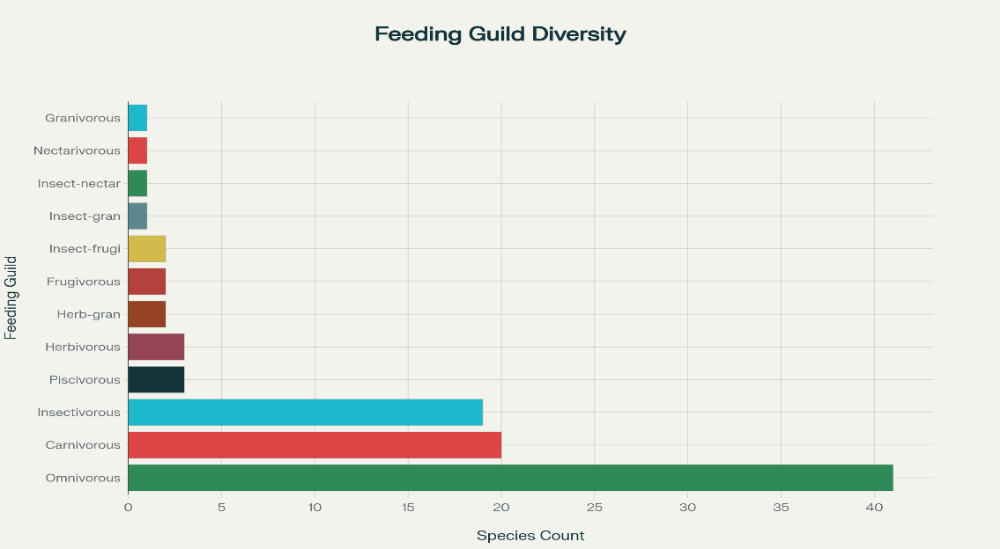 Feeding Guild Diversity
Granivorous
Nectarivorous
Insect-nectar
Insect-gran
Insect-frugi
Frugivorous
Herb-gran
Herbivorous
Piscivorous
Insectivorous
Carnivorous
Omnivorous
Feeding Guild
0 5 10 15 20 25 30 35 40
Species Count